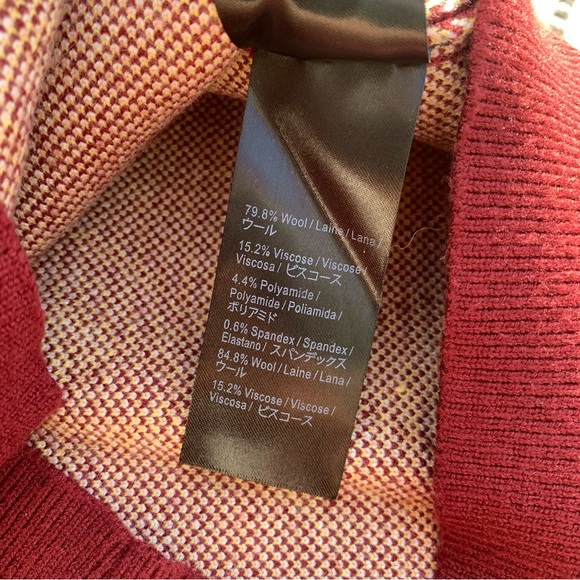 79.8% Wool / Laine / Lana /
ウール
15.2% Viscose / Viscose /
Viscosa / ビスコース
4.4% Polyamide /
Polyamide / Poliamida /
ポリアミド
0.6% Spandex / Spandex /
Elastano / スパンデックス
84.8% Wool / Laine / Lana /
ウール
15.2% Viscose / Viscose /
Viscosa / ビスコース